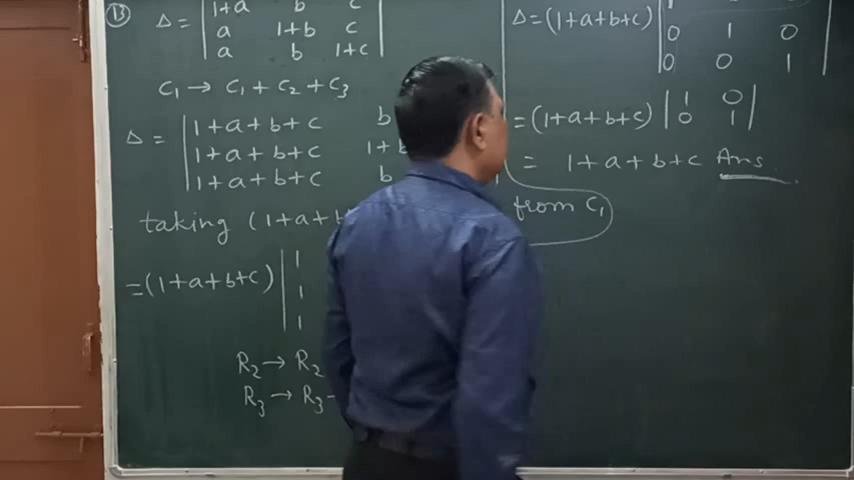 13 Δ = | 1+a b c |
| a 1+b c |
| a b 1+c |
C₁ → C₁ + C₂ + C₃
Δ = | 1+a+b+c b
| 1+a+b+c 1+b
| 1+a+b+c b
taking (1+a+b
=(1+a+b+c) | 1
| 1
| 1
R₂ → R₂
R₃ → R₃ -
Δ=(1+a+b+c) | 1
| 0 1 0 |
| 0 0 1 |
=(1+a+b+c) | 1 0 |
| 0 1 |
= 1+a+b+c Ans
from C₁